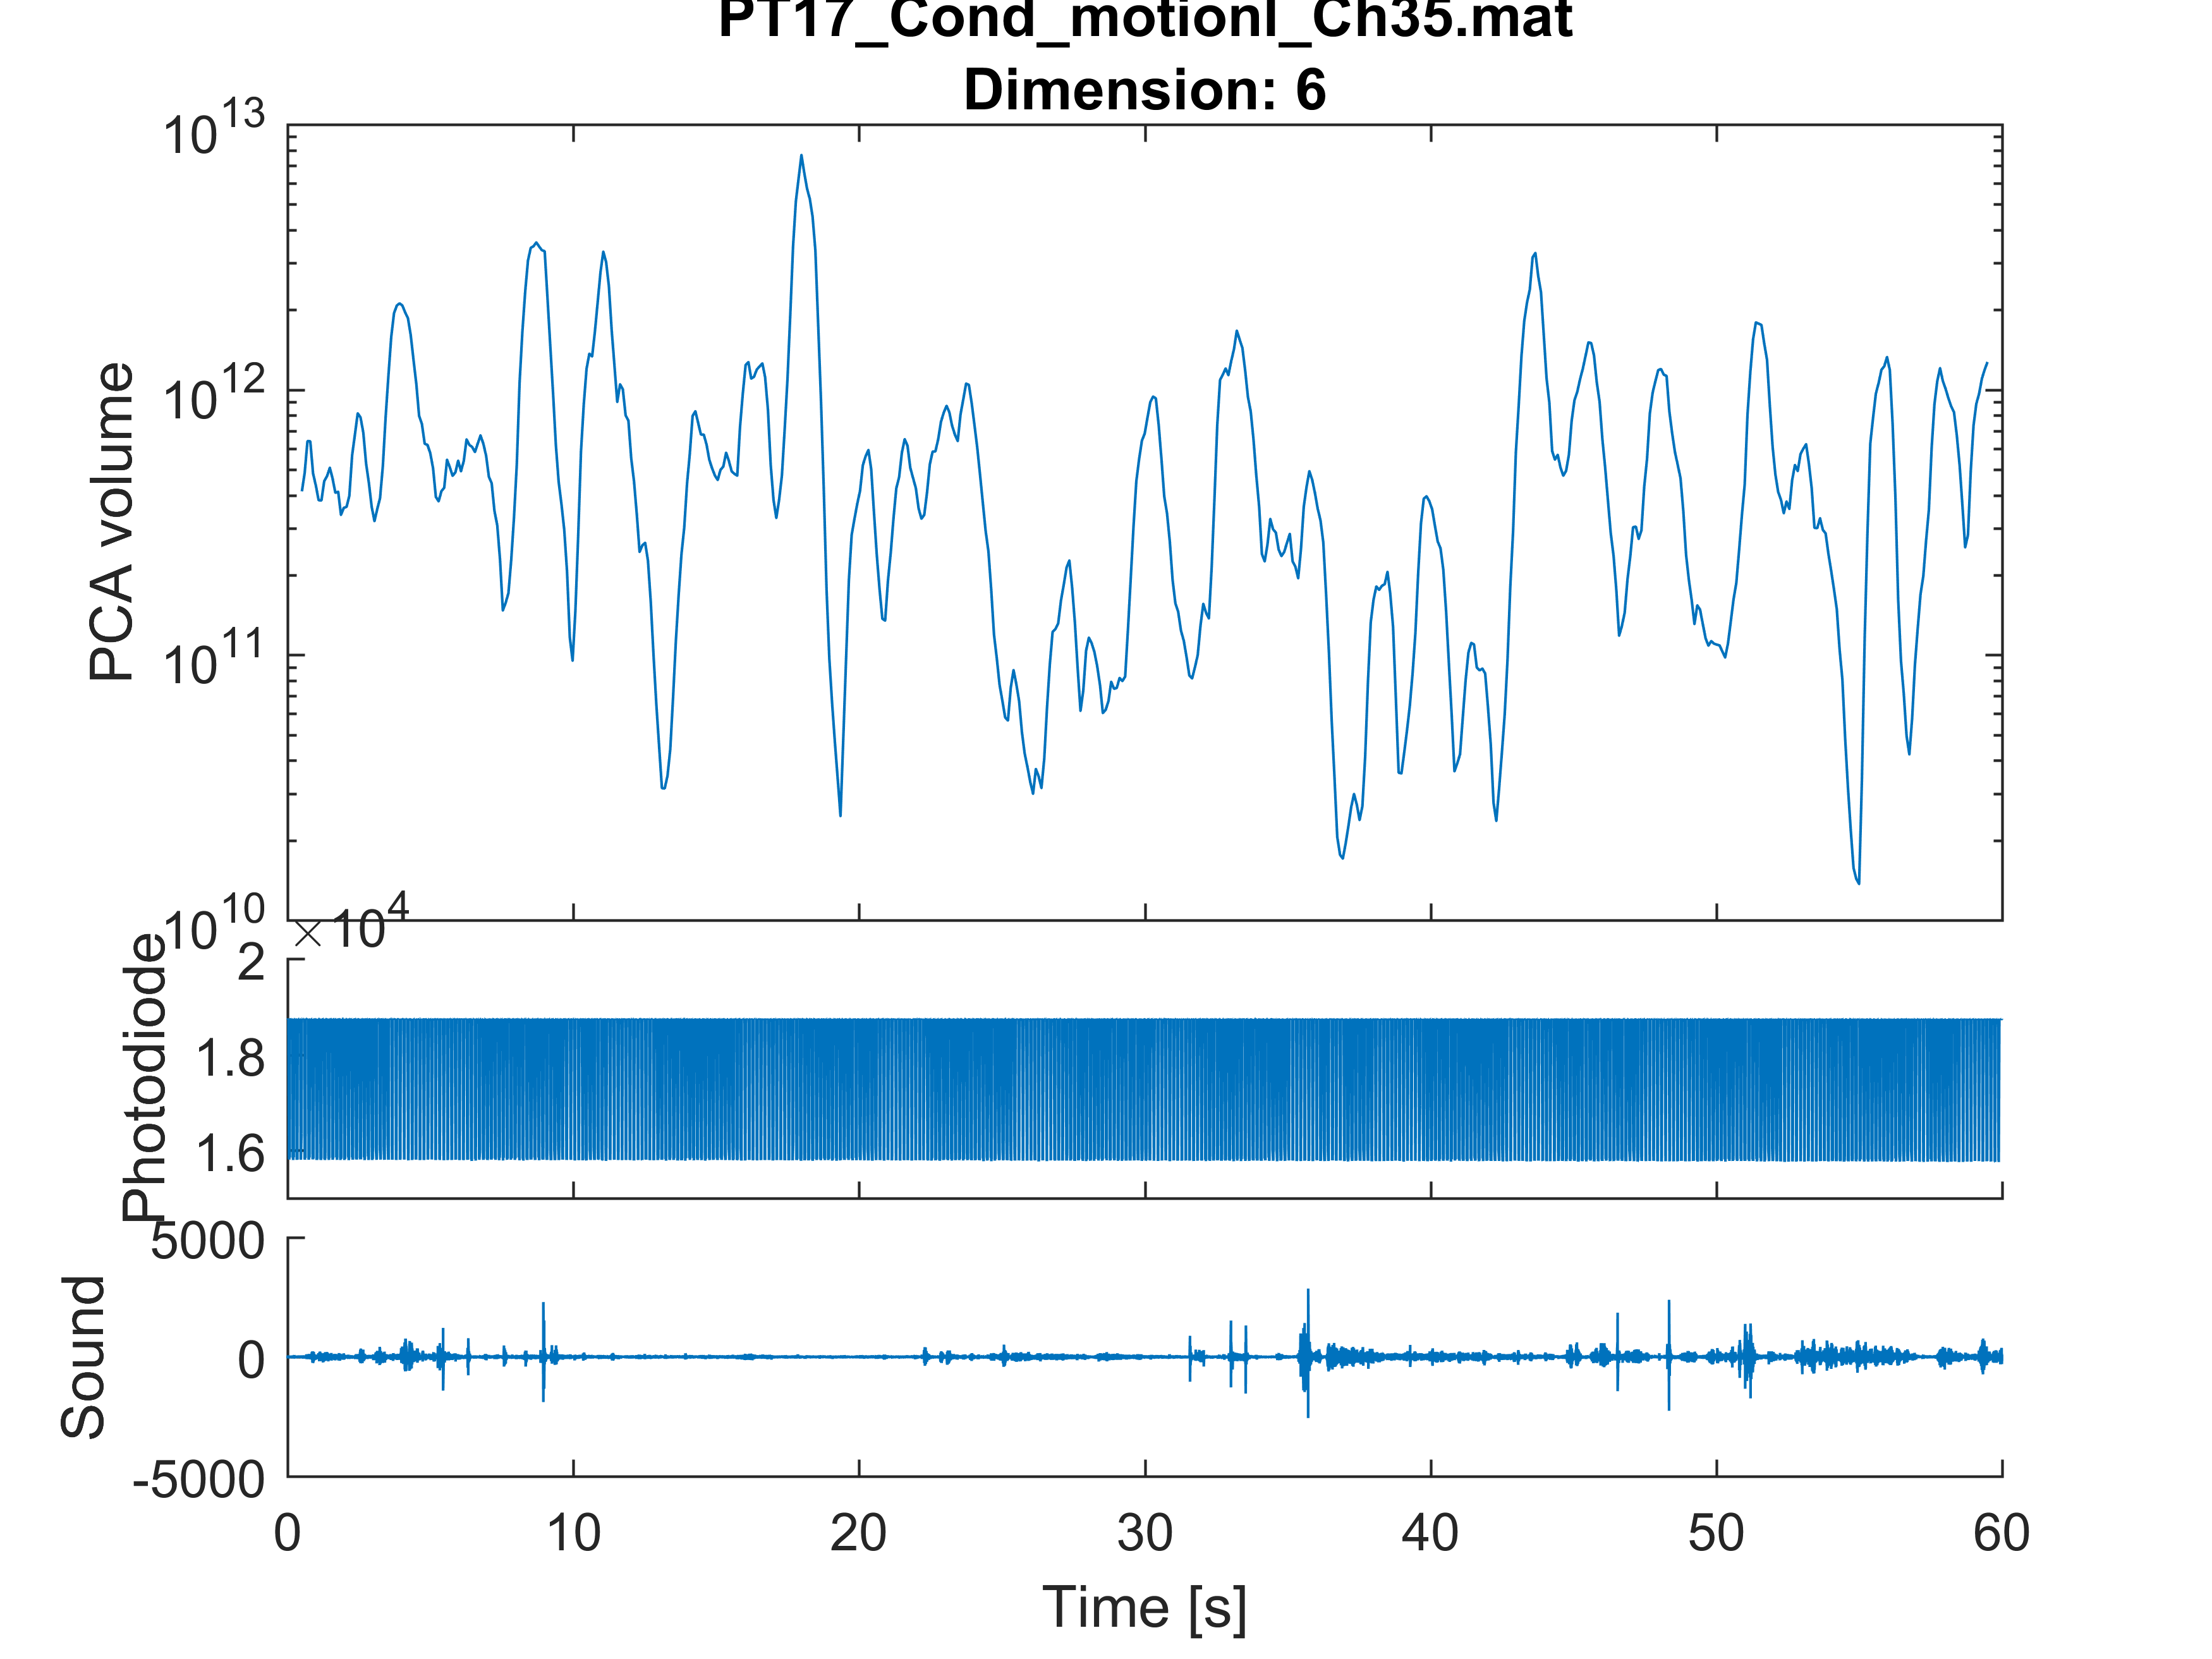 PT17_Cond_motionl_Ch35.mat
Dimension: 6
10^13
10^12
10^11
10^10
PCA volume
×10^4
2
1.8
1.6
Photodiode
5000
0
-5000
Sound
0 10 20 30 40 50 60
Time [s]